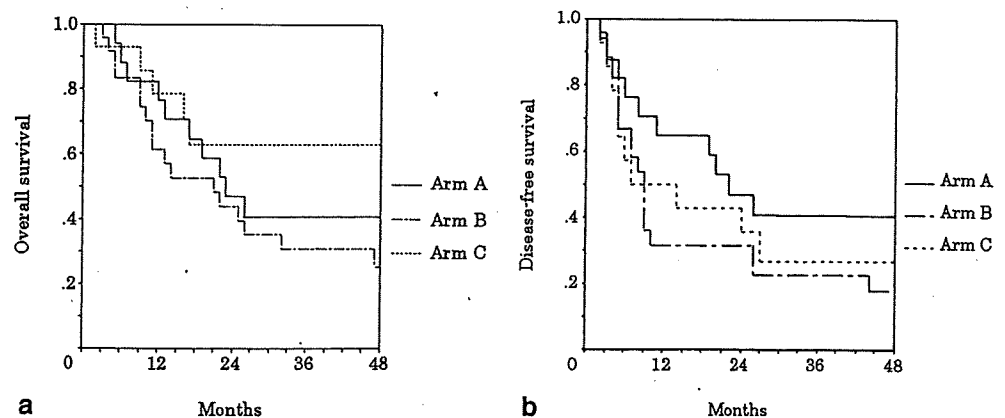 1.0
.8
.6
.4
.2
0
12
24
36
48
Overall survival
Months
Arm A
Arm B
Arm C
a
1.0
.8
.6
.4
.2
0
12
24
36
48
Disease-free survival
Months
Arm A
Arm B
Arm C
b